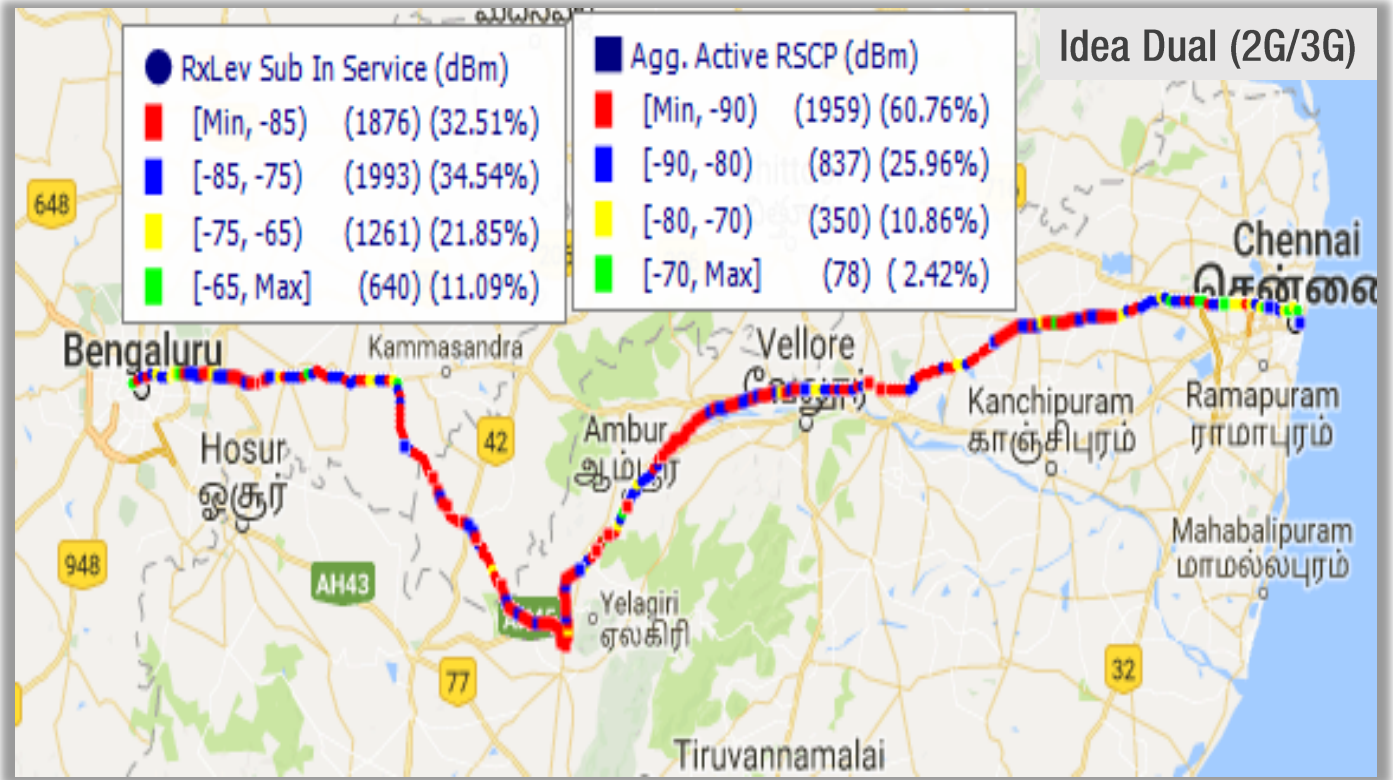 Idea Dual (2G/3G)
RxLev Sub In Service (dBm)
[Min, -85) (1876) (32.51%)
[-85, -75) (1993) (34.54%)
[-75, -65) (1261) (21.85%)
[-65, Max] (640) (11.09%)
Agg. Active RSCP (dBm)
[Min, -90) (1959) (60.76%)
[-90, -80) (837) (25.96%)
[-80, -70) (350) (10.86%)
[-70, Max] (78) ( 2.42%)
648
Chennai
சென்னை
Bengaluru
Kammasandra
Vellore
வேலூர்
Kanchipuram
காஞ்சிபுரம்
Ramapuram
ராமாபுரம்
Hosur
ஓசூர்
42
Ambur
ஆம்பூர்
Mahabalipuram
மாமல்லபுரம்
948
AH43
Yelagiri
ஏலகிரி
77
32
Tiruvannamalai